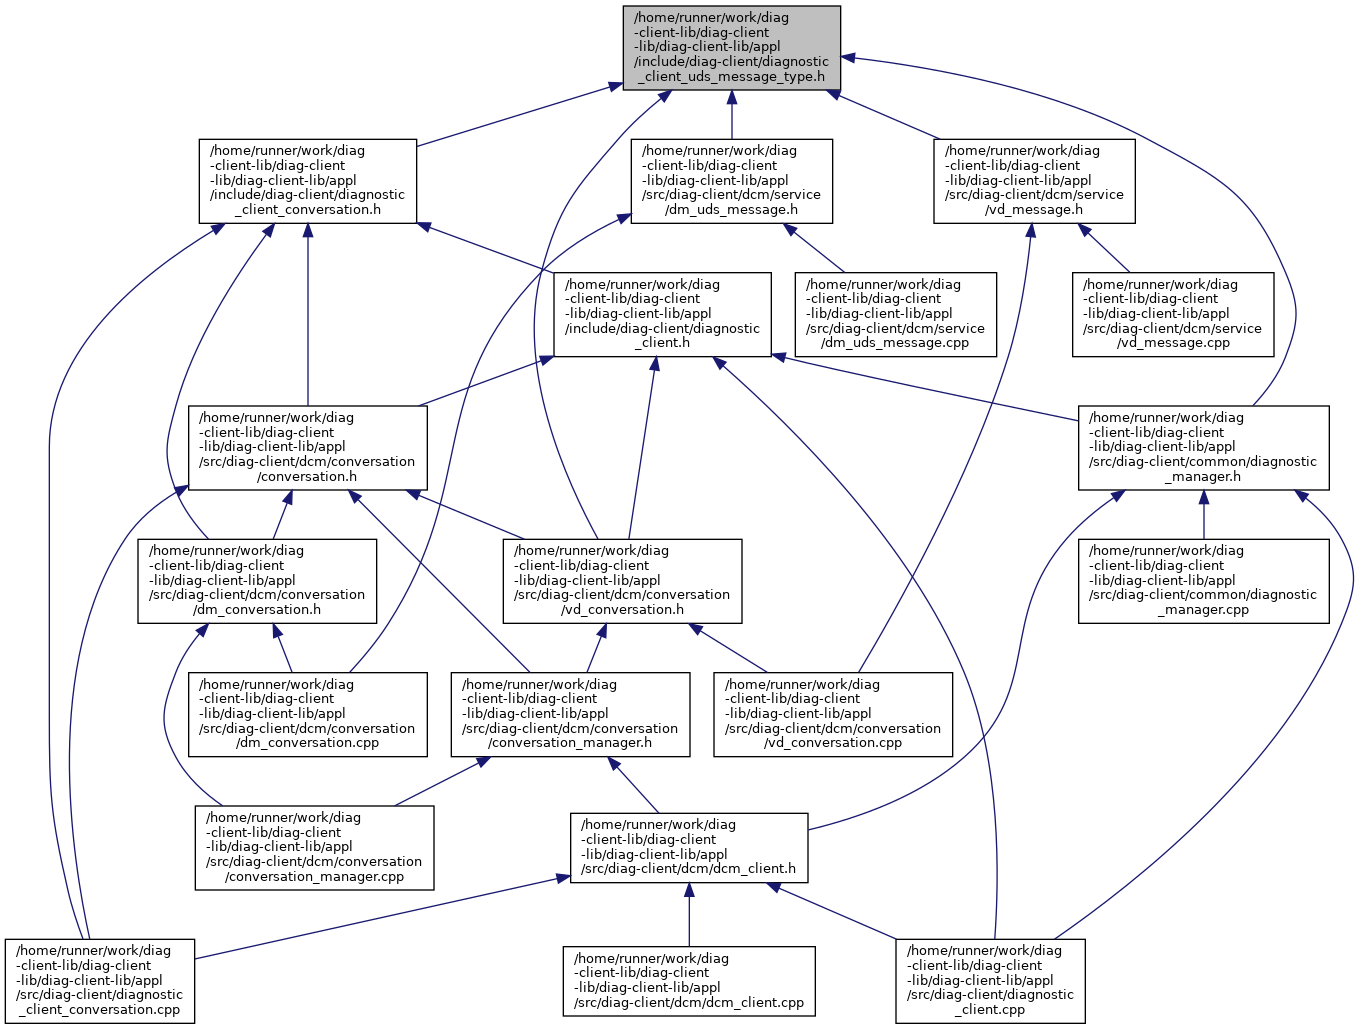 /home/runner/work/diag
-client-lib/diag-client
-lib/diag-client-lib/appl
/include/diag-client/diagnostic
_client_uds_message_type.h
/home/runner/work/diag
-client-lib/diag-client
-lib/diag-client-lib/appl
/include/diag-client/diagnostic
_client_conversation.h
/home/runner/work/diag
-client-lib/diag-client
-lib/diag-client-lib/appl
/src/diag-client/dcm/service
/dm_uds_message.h
/home/runner/work/diag
-client-lib/diag-client
-lib/diag-client-lib/appl
/src/diag-client/dcm/service
/vd_message.h
/home/runner/work/diag
-client-lib/diag-client
-lib/diag-client-lib/appl
/include/diag-client/diagnostic
_client.h
/home/runner/work/diag
-client-lib/diag-client
-lib/diag-client-lib/appl
/src/diag-client/dcm/service
/dm_uds_message.cpp
/home/runner/work/diag
-client-lib/diag-client
-lib/diag-client-lib/appl
/src/diag-client/dcm/service
/vd_message.cpp
/home/runner/work/diag
-client-lib/diag-client
-lib/diag-client-lib/appl
/src/diag-client/dcm/conversation
/conversation.h
/home/runner/work/diag
-client-lib/diag-client
-lib/diag-client-lib/appl
/src/diag-client/common/diagnostic
_manager.h
/home/runner/work/diag
-client-lib/diag-client
-lib/diag-client-lib/appl
/src/diag-client/dcm/conversation
/dm_conversation.h
/home/runner/work/diag
-client-lib/diag-client
-lib/diag-client-lib/appl
/src/diag-client/dcm/conversation
/vd_conversation.h
/home/runner/work/diag
-client-lib/diag-client
-lib/diag-client-lib/appl
/src/diag-client/common/diagnostic
_manager.cpp
/home/runner/work/diag
-client-lib/diag-client
-lib/diag-client-lib/appl
/src/diag-client/dcm/conversation
/dm_conversation.cpp
/home/runner/work/diag
-client-lib/diag-client
-lib/diag-client-lib/appl
/src/diag-client/dcm/conversation
/conversation_manager.h
/home/runner/work/diag
-client-lib/diag-client
-lib/diag-client-lib/appl
/src/diag-client/dcm/conversation
/vd_conversation.cpp
/home/runner/work/diag
-client-lib/diag-client
-lib/diag-client-lib/appl
/src/diag-client/dcm/conversation
/conversation_manager.cpp
/home/runner/work/diag
-client-lib/diag-client
-lib/diag-client-lib/appl
/src/diag-client/dcm/dcm_client.h
/home/runner/work/diag
-client-lib/diag-client
-lib/diag-client-lib/appl
/src/diag-client/diagnostic
_client_conversation.cpp
/home/runner/work/diag
-client-lib/diag-client
-lib/diag-client-lib/appl
/src/diag-client/dcm/dcm_client.cpp
/home/runner/work/diag
-client-lib/diag-client
-lib/diag-client-lib/appl
/src/diag-client/diagnostic
_client.cpp